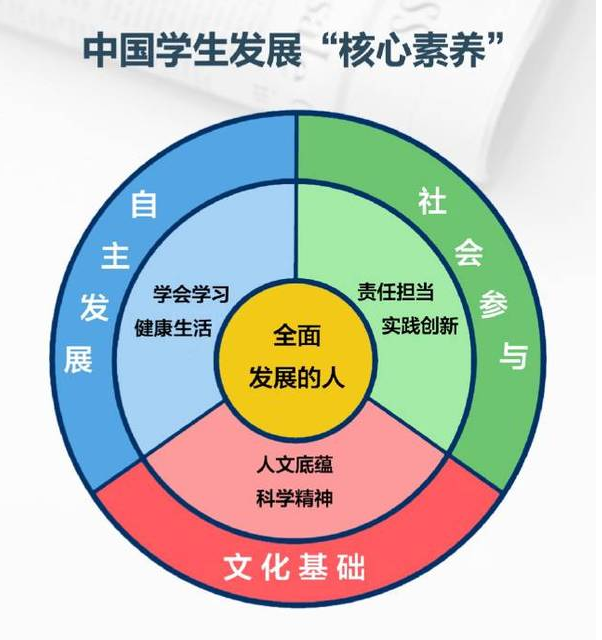 中国学生发展“核心素养”
自主发展
学会学习
健康生活
社会参与
责任担当
实践创新
全面
发展的人
人文底蕴
科学精神
文化基础